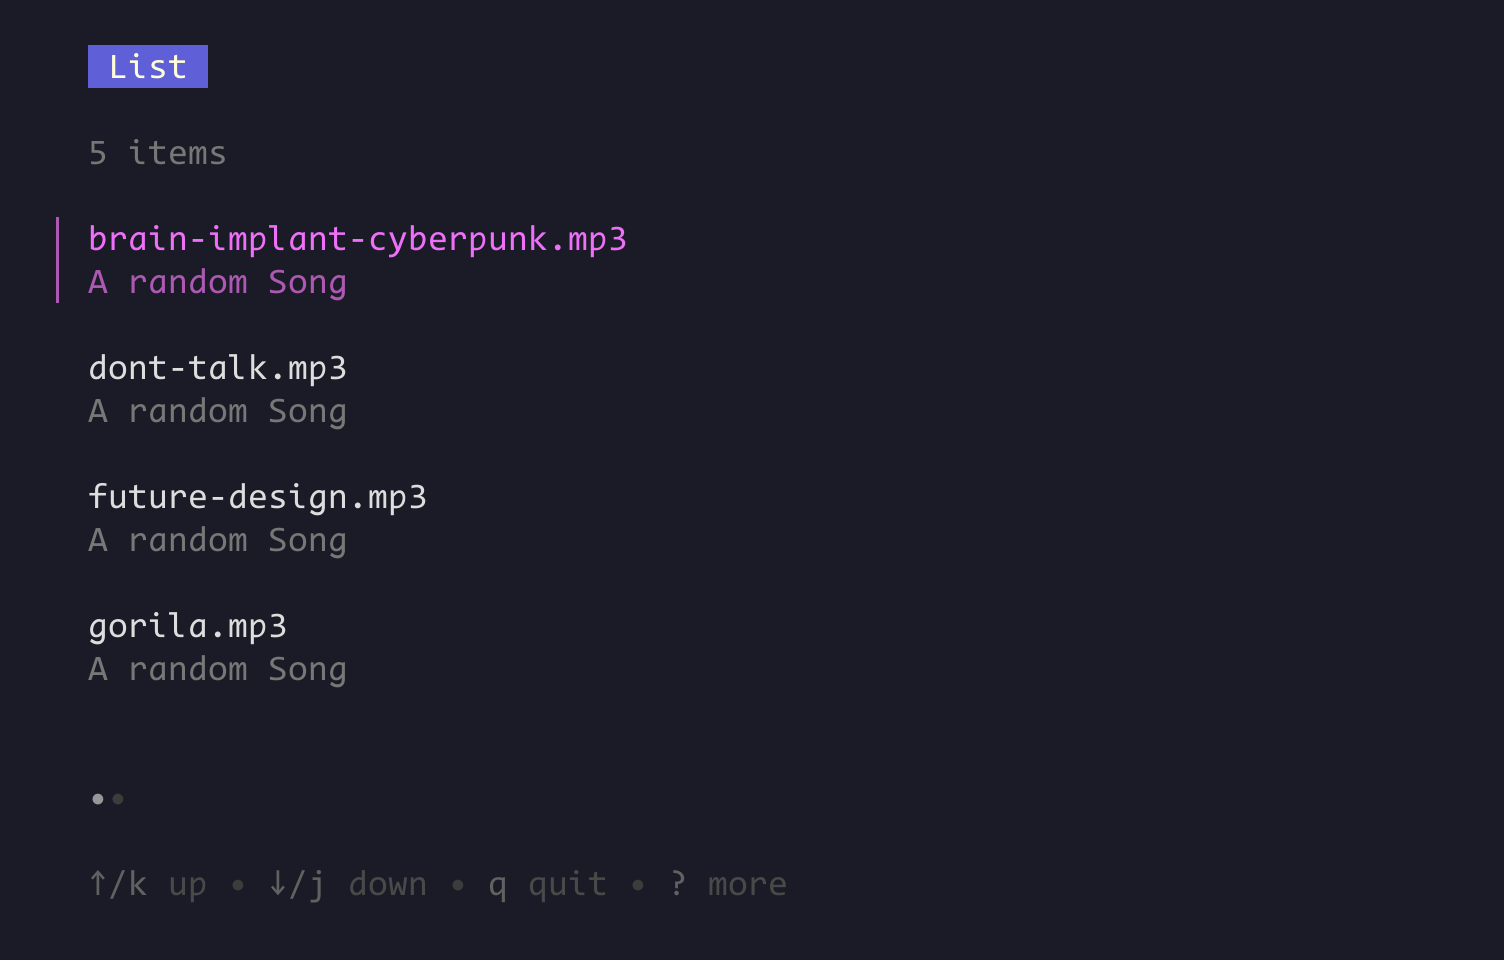 List
5 items
brain-implant-cyberpunk.mp3
A random Song
dont-talk.mp3
A random Song
future-design.mp3
A random Song
gorila.mp3
A random Song
••
↑/k up • ↓/j down • q quit • ? more